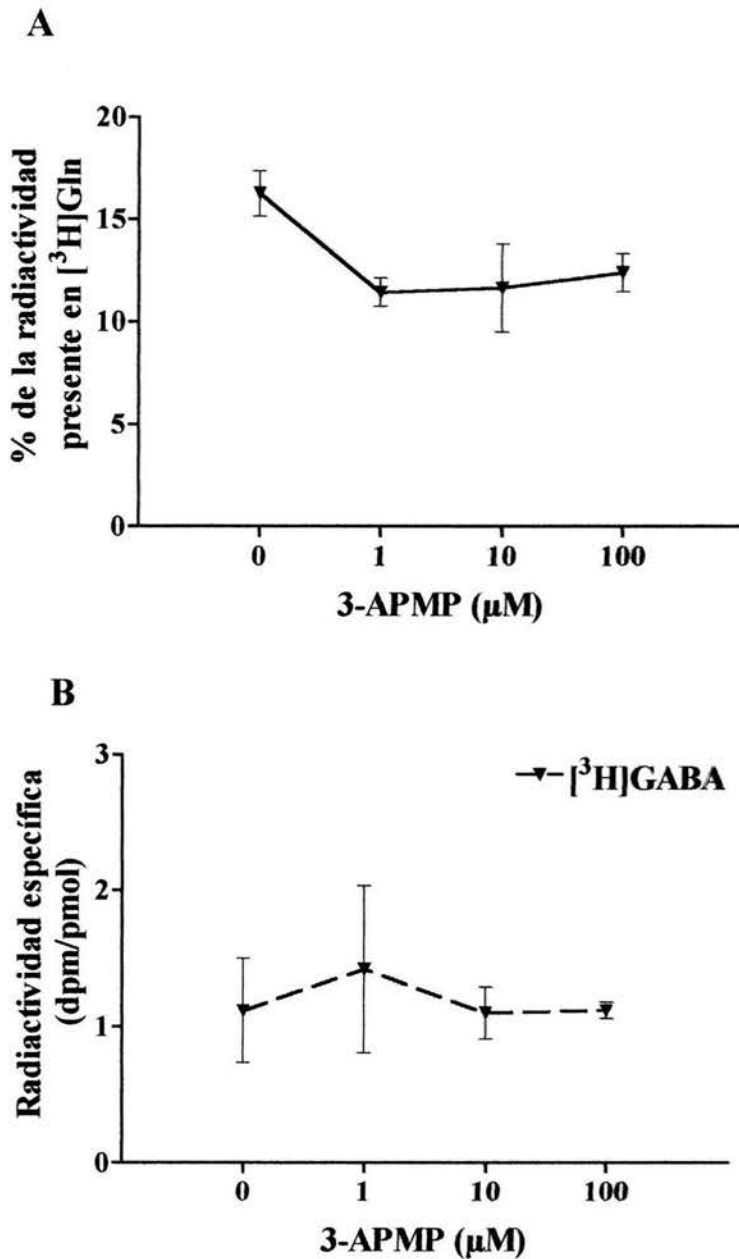 A
% de la radiactividad
presente en [³H]Gln
20
15
10
5
0
0 1 10 100
3-APMP (µM)
B
Radiactividad específica
(dpm/pmol)
3
2
1
0
[³H]GABA
0 1 10 100
3-APMP (µM)